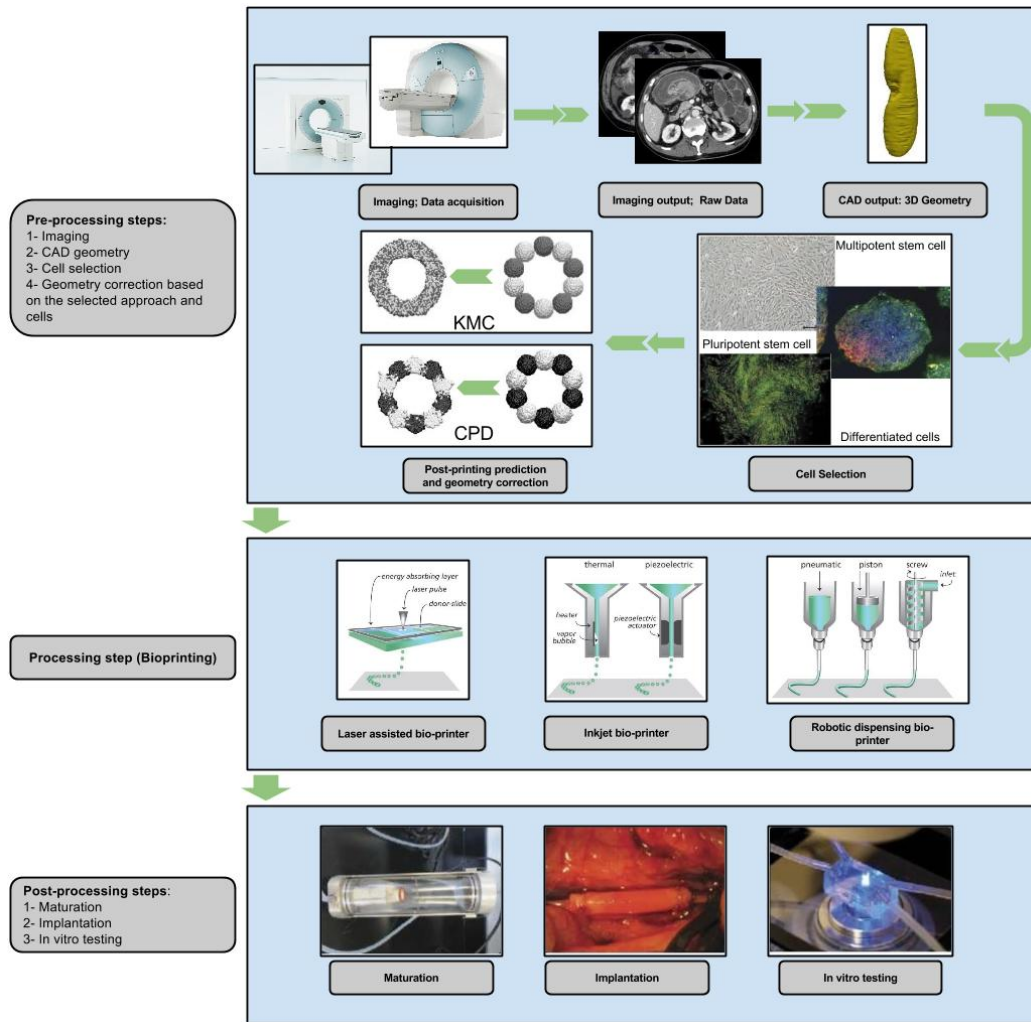 Imaging; Data acquisition
Imaging output; Raw Data
CAD output: 3D Geometry
Pre-processing steps:
1- Imaging
2- CAD geometry
3- Cell selection
4- Geometry correction based
on the selected approach and
cells
KMC
CPD
Post-printing prediction
and geometry correction
Multipotent stem cell
Pluripotent stem cell
Differentiated cells
Cell Selection
Processing step (Bioprinting)
energy absorbing layer
laser pulse
donor-slide
Laser assisted bio-printer
thermal
piezoelectric
heater
vapor
bubble
piezoelectric
actuator
Inkjet bio-printer
pneumatic
piston
screw
inlet
Robotic dispensing bio-
printer
Post-processing steps:
1- Maturation
2- Implantation
3- In vitro testing
Maturation
Implantation
In vitro testing